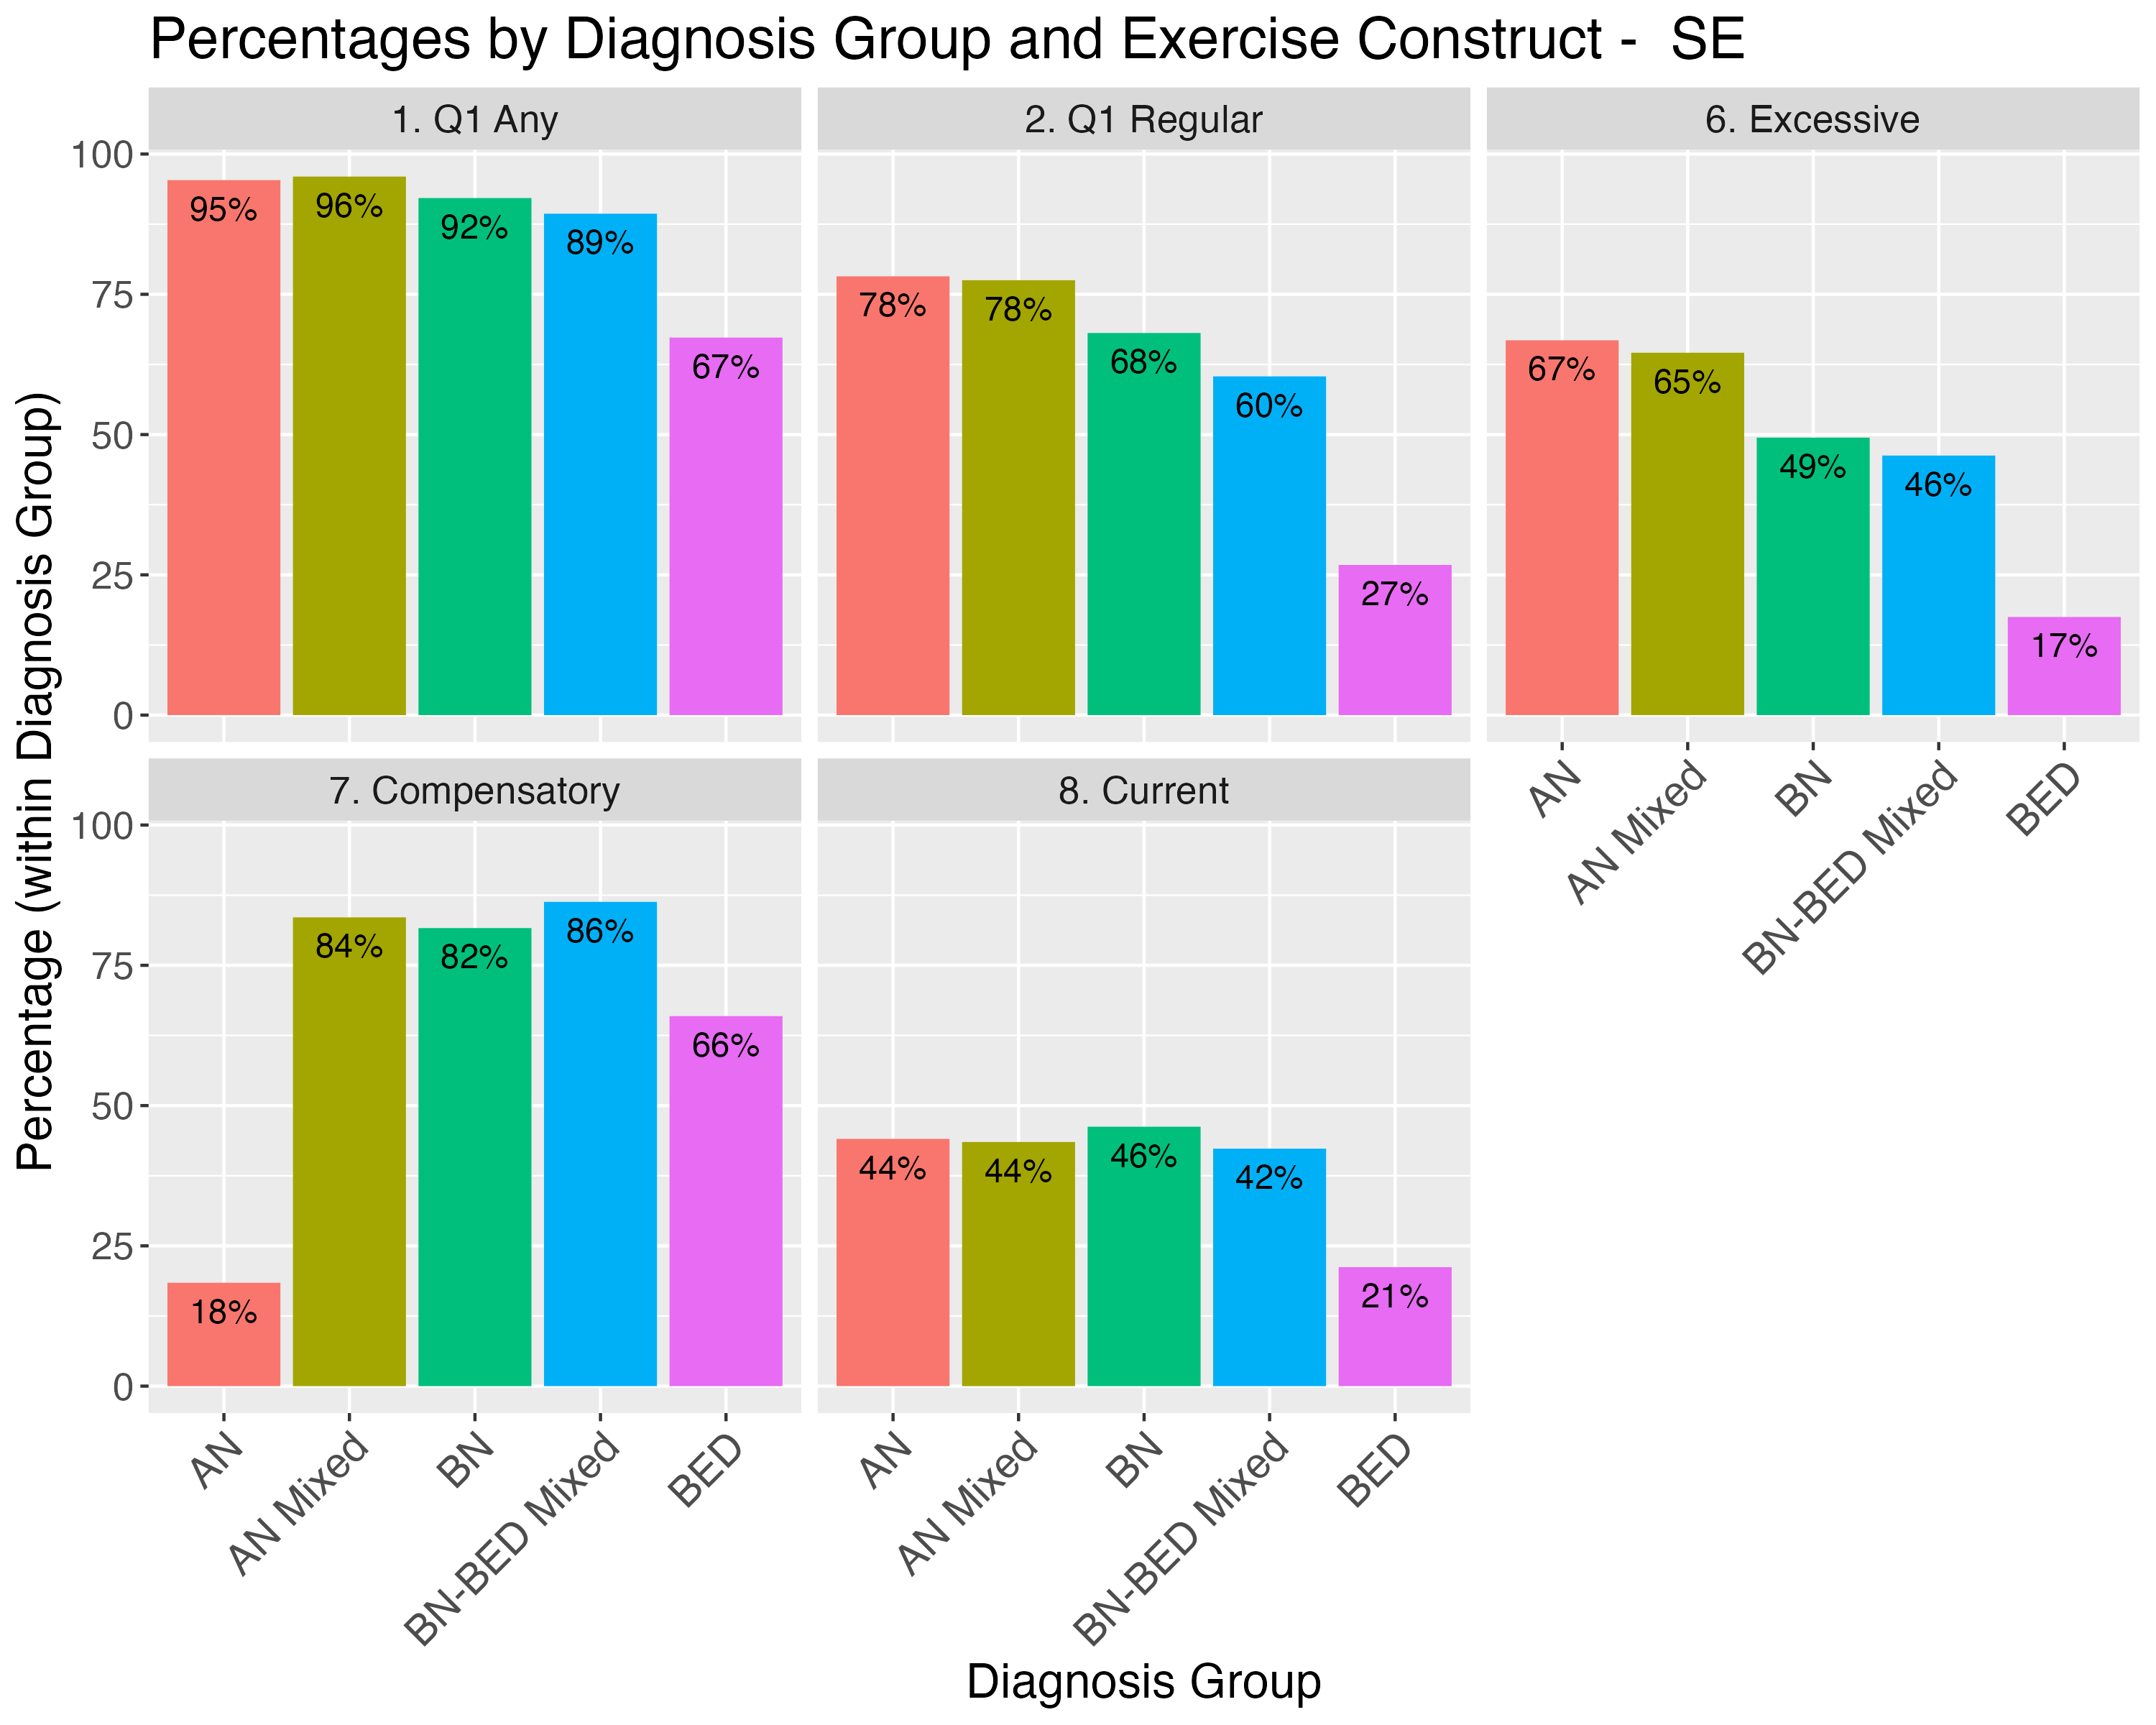 Percentages by Diagnosis Group and Exercise Construct -  SE
Percentage (within Diagnosis Group)
1. Q1 Any
100
75
50
25
0
95%
96%
92%
89%
67%
2. Q1 Regular
78%
78%
68%
60%
27%
6. Excessive
67%
65%
49%
46%
17%
AN
AN Mixed
BN
BN-BED Mixed
BED
7. Compensatory
100
75
50
25
0
18%
84%
82%
86%
66%
AN
AN Mixed
BN
BN-BED Mixed
BED
8. Current
44%
44%
46%
42%
21%
AN
AN Mixed
BN
BN-BED Mixed
BED
Diagnosis Group